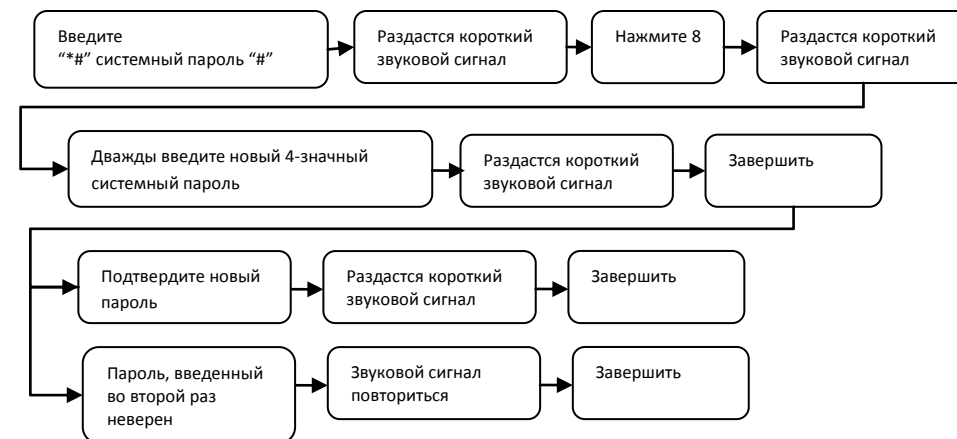 Введите
“*#” системный пароль “#”
Раздастся короткий
звуковой сигнал
Нажмите 8
Раздастся короткий
звуковой сигнал
Дважды введите новый 4-значный
системный пароль
Раздастся короткий
звуковой сигнал
Завершить
Подтвердите новый
пароль
Раздастся короткий
звуковой сигнал
Завершить
Пароль, введенный
во второй раз
неверен
Звуковой сигнал
повториться
Завершить